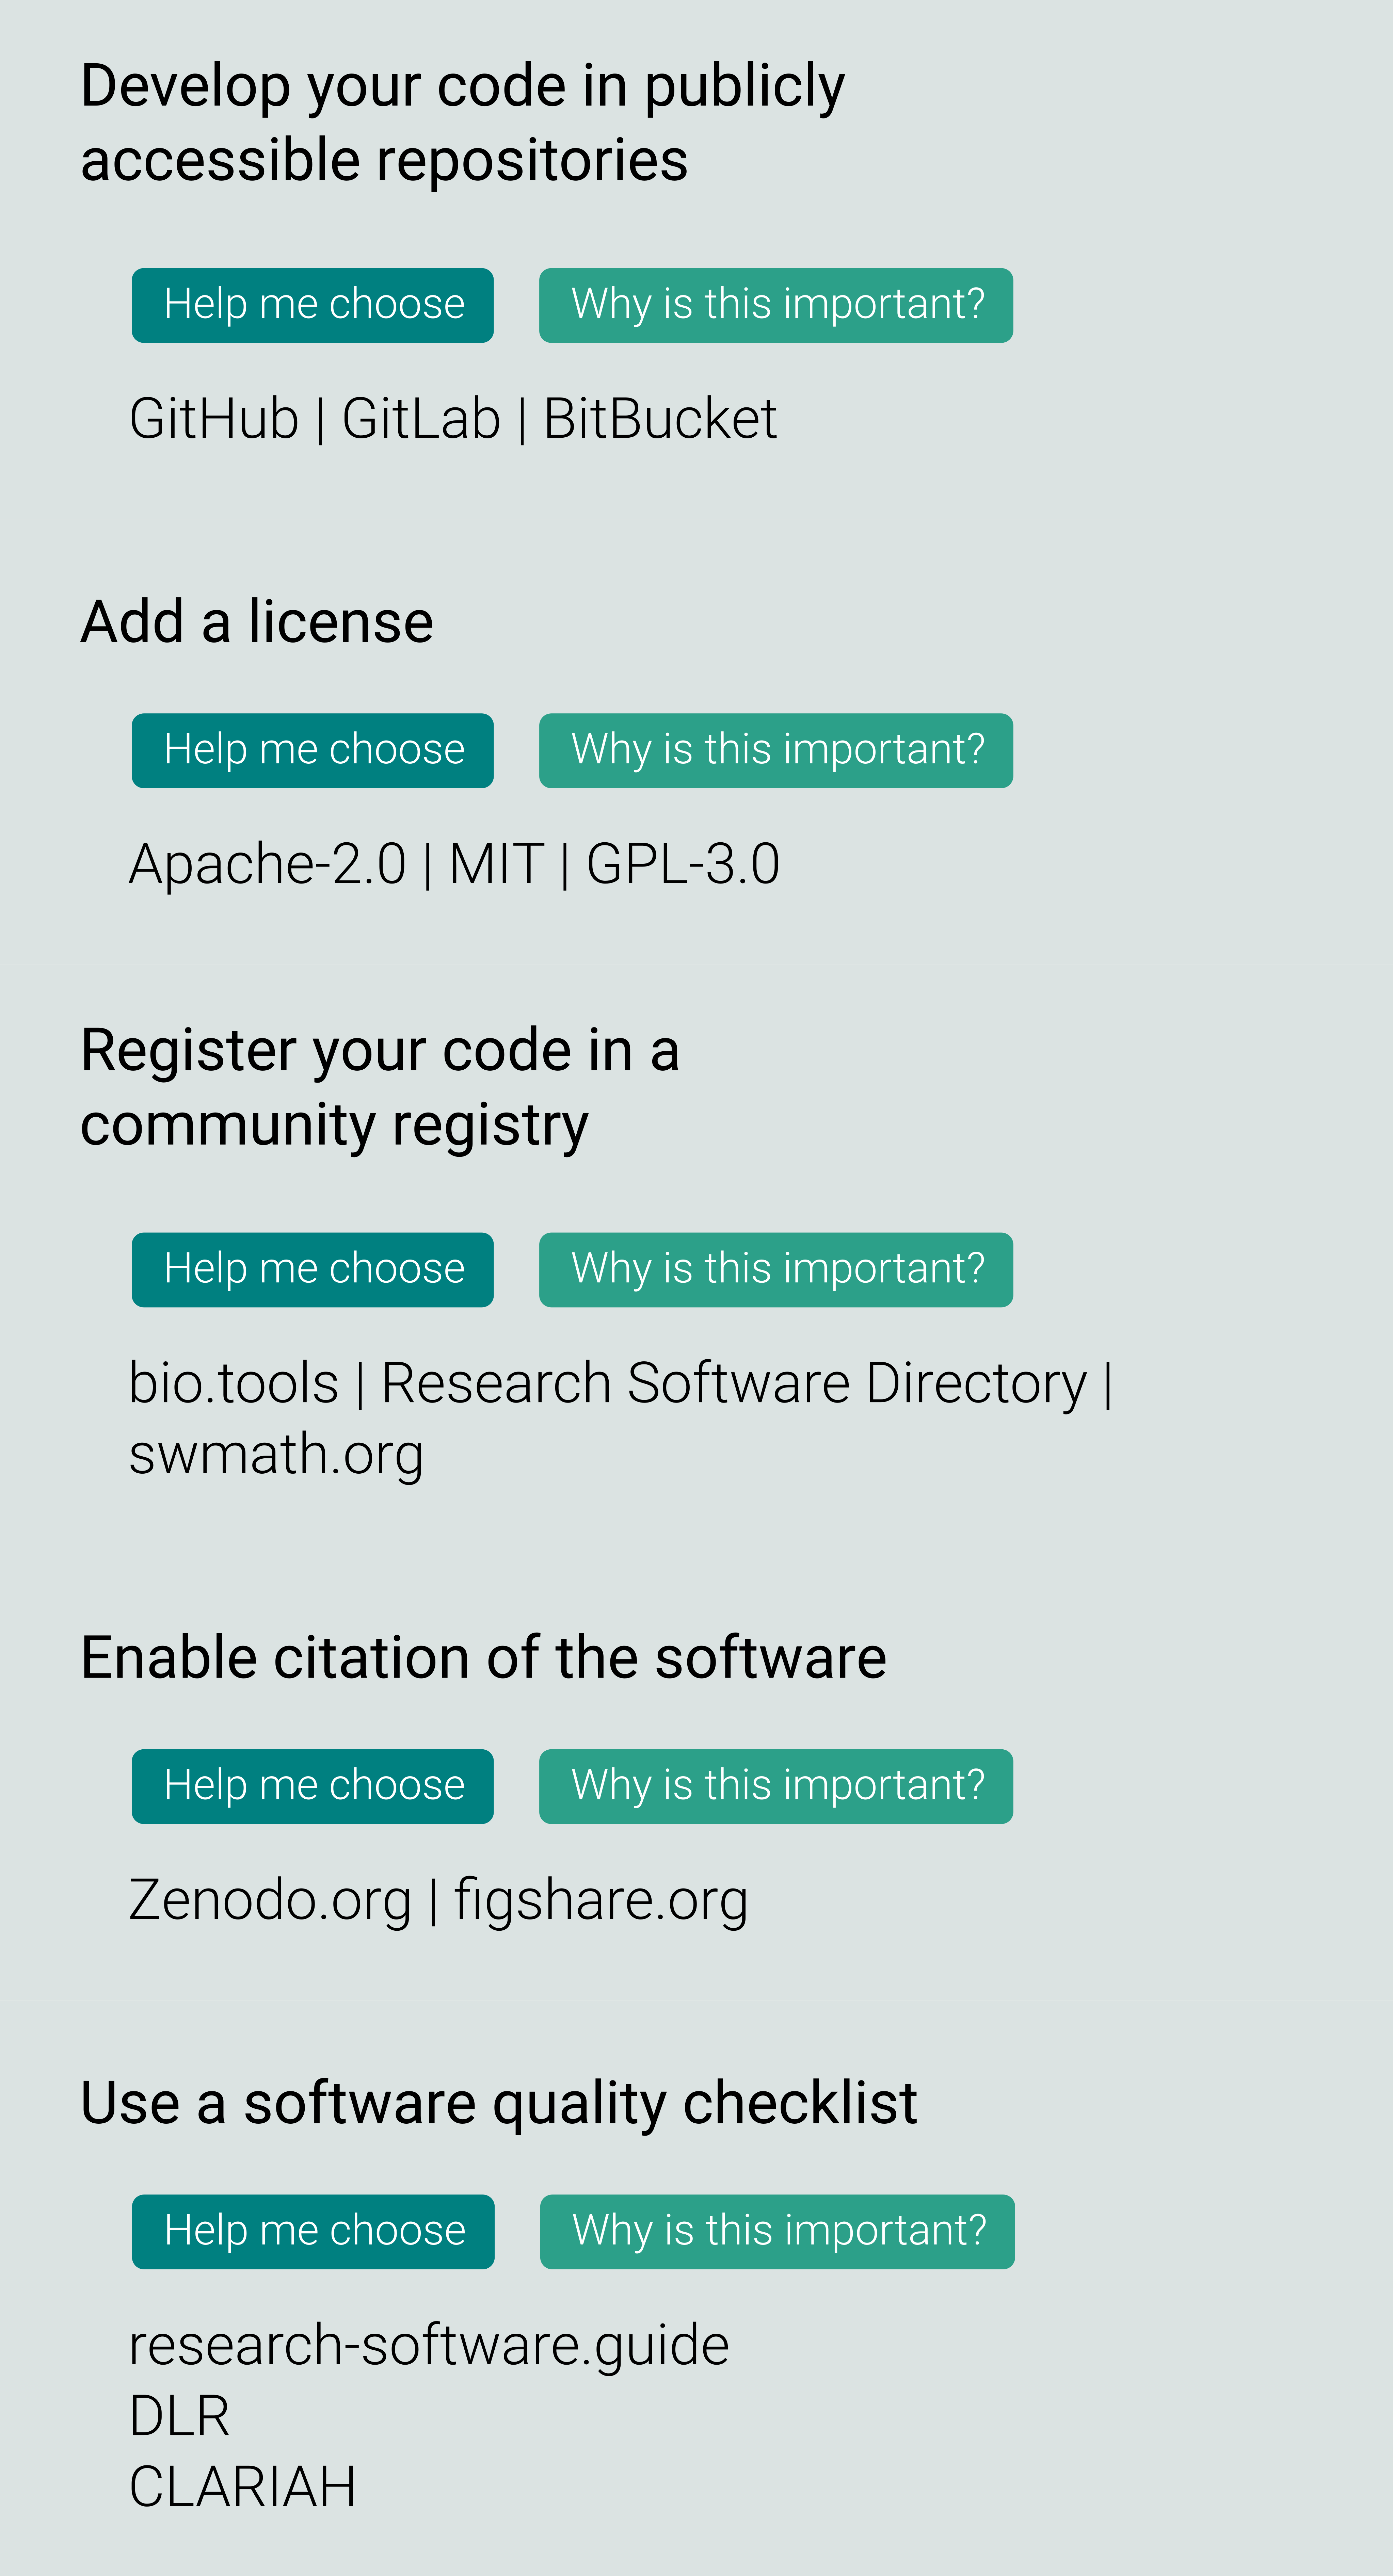 Develop your code in publicly
accessible repositories
Help me choose
Why is this important?
GitHub | GitLab | BitBucket
Add a license
Help me choose
Why is this important?
Apache-2.0 | MIT | GPL-3.0
Register your code in a
community registry
Help me choose
Why is this important?
bio.tools | Research Software Directory |
swmath.org
Enable citation of the software
Help me choose
Why is this important?
Zenodo.org | figshare.org
Use a software quality checklist
Help me choose
Why is this important?
research-software.guide
DLR
CLARIAH